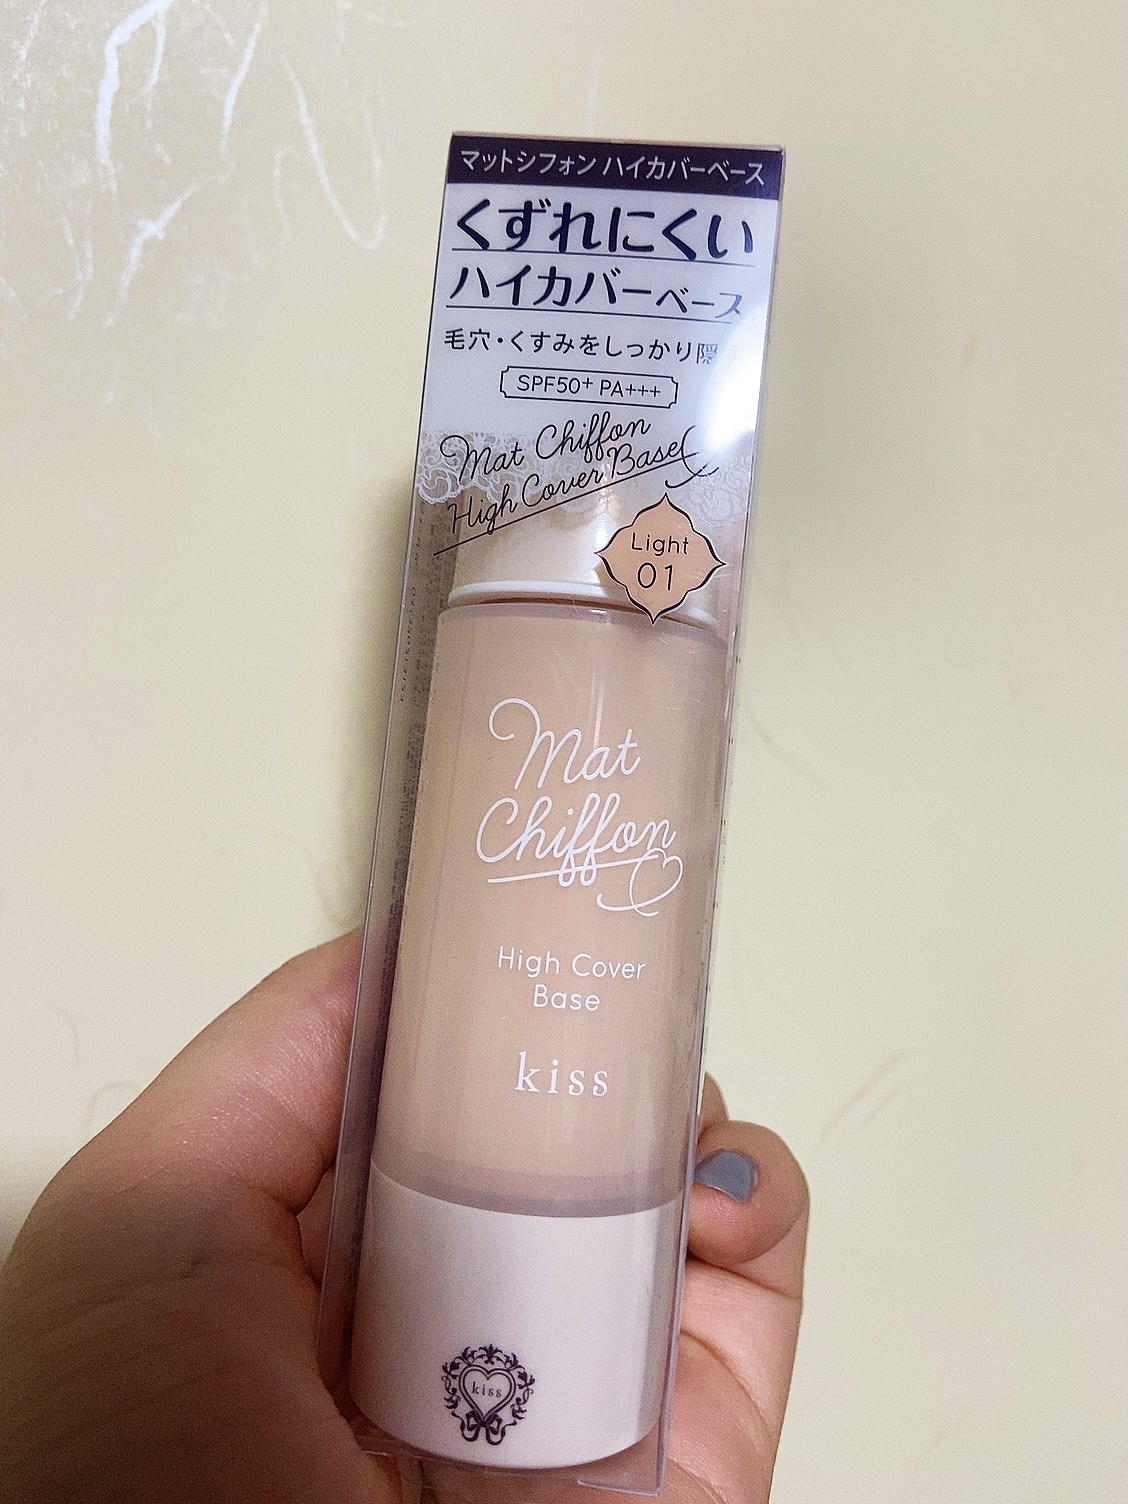 マットシフォン ハイカバーベース
くずれにくい
ハイカバーベース
毛穴・くすみをしっかり隠
SPF50+ PA+++
Mat Chiffon
High Cover Base
Light
01
Mat
Chiffon
High Cover
Base
kiss
kiss